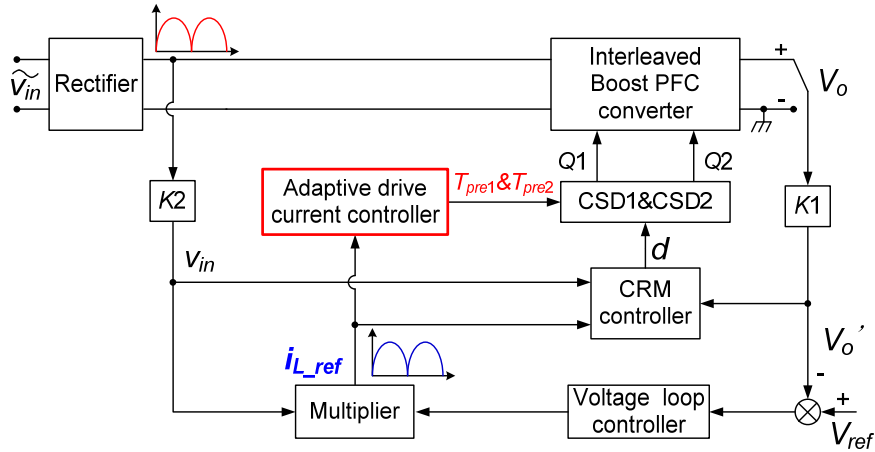 v_in
Rectifier
Interleaved
Boost PFC
converter
+
-
V_o
Q1
Q2
K2
Adaptive drive
current controller
T_pre1&T_pre2
CSD1&CSD2
K1
v_in
d
CRM
controller
V_o'
i_L_ref
-
Multiplier
Voltage loop
controller
+
V_ref